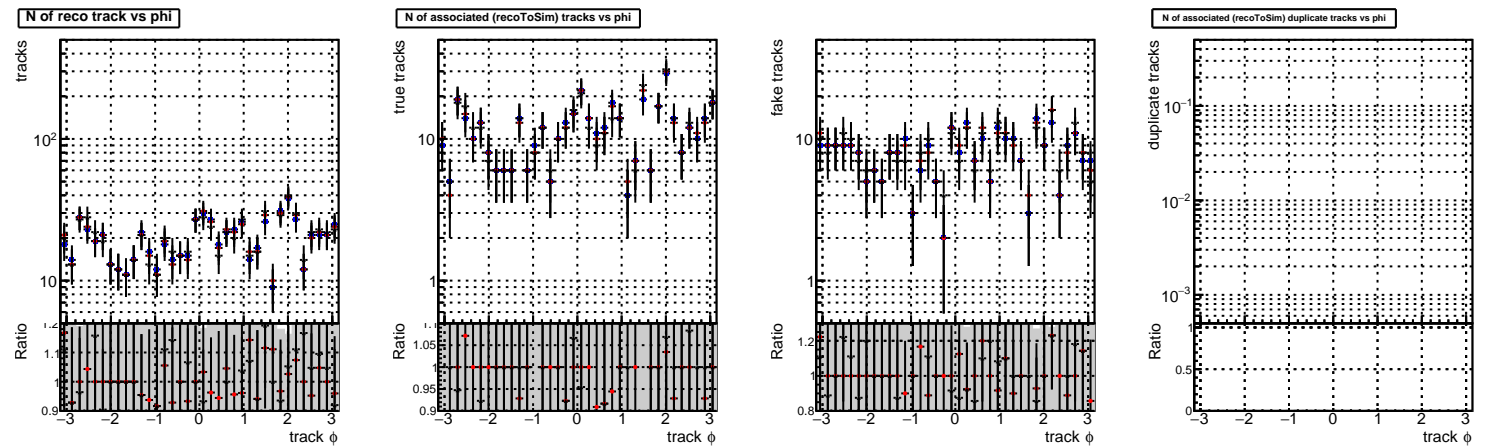 N of reco track vs phi
tracks
10²
10
Ratio
1.2
1.1
1
0.9
−3 −2 −1 0 1 2 3
track ϕ
N of associated (recoToSim) tracks vs phi
true tracks
10
1
Ratio
1.1
1.05
1
0.95
0.9
−3 −2 −1 0 1 2 3
track ϕ
fake tracks
10
1
Ratio
1.2
1
0.8
−3 −2 −1 0 1 2 3
track ϕ
N of associated (recoToSim) duplicate tracks vs phi
duplicate tracks
10⁻¹
10⁻²
10⁻³
Ratio
1
0.5
0
−3 −2 −1 0 1 2 3
track ϕ